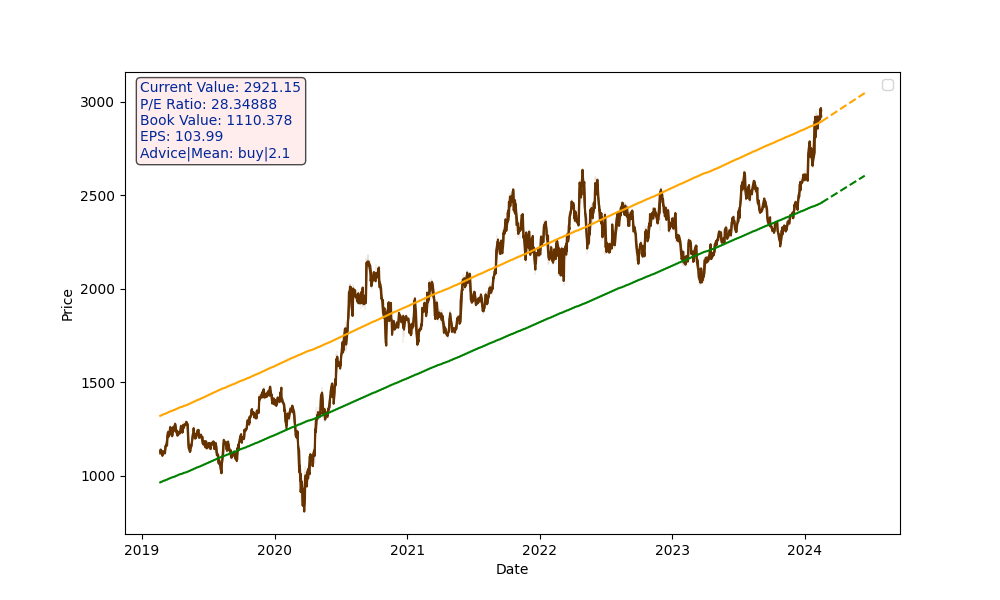 Current Value: 2921.15
P/E Ratio: 28.34888
Book Value: 1110.378
EPS: 103.99
Advice|Mean: buy|2.1
3000
2500
2000
1500
1000
Price
2019 2020 2021 2022 2023 2024
Date